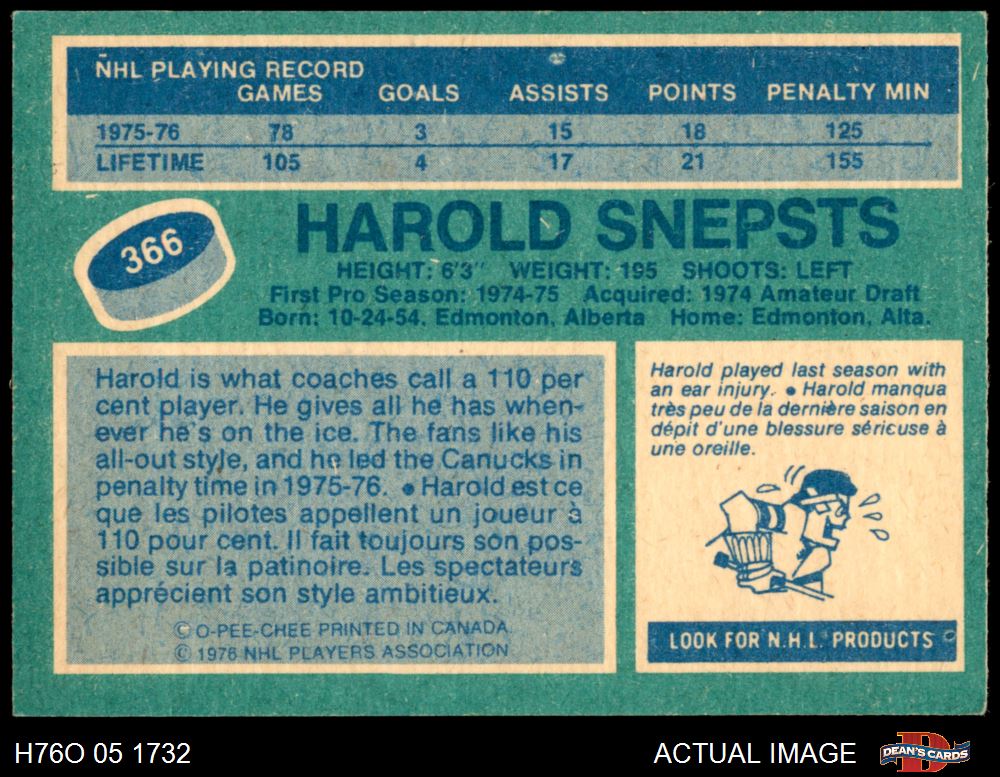 NHL PLAYING RECORD
GAMES GOALS ASSISTS POINTS PENALTY MIN
1975-76 78 3 15 18 125
LIFETIME 105 4 17 21 155
366
HAROLD SNEPSTS
HEIGHT: 6'3" WEIGHT: 195 SHOOTS: LEFT
First Pro Season: 1974-75 Acquired: 1974 Amateur Draft
Born: 10-24-54, Edmonton, Alberta Home: Edmonton, Alta.
Harold is what coaches call a 110 per
cent player. He gives all he has when-
ever he's on the ice. The fans like his
all-out style, and he led the Canucks in
penalty time in 1975-76. ● Harold est ce
que les pilotes appellent un joueur à
110 pour cent. Il fait toujours son pos-
sible sur la patinoire. Les spectateurs
apprécient son style ambitieux.
© O-PEE-CHEE PRINTED IN CANADA
© 1976 NHL PLAYERS ASSOCIATION
Harold played last season with
an ear injury. ● Harold manqua
très peu de la dernière saison en
dépit d'une blessure séricuse à
une oreille.
LOOK FOR N.H.L. PRODUCTS
H76O 05 1732
ACTUAL IMAGE
DEAN'S CARDS